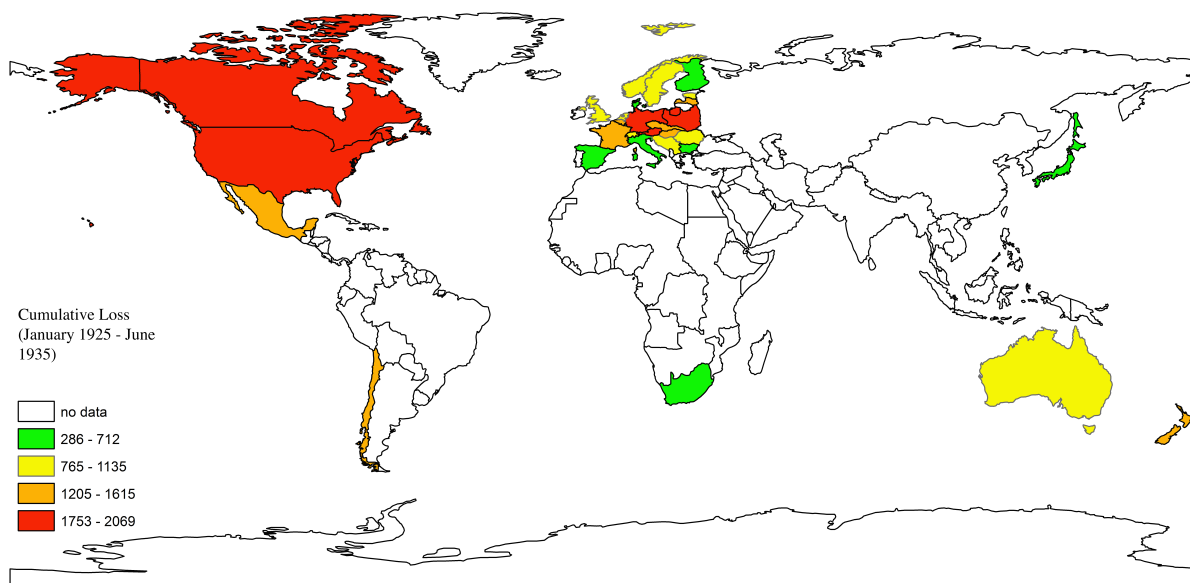 Cumulative Loss
(January 1925 - June
1935)
no data
286 - 712
765 - 1135
1205 - 1615
1753 - 2069